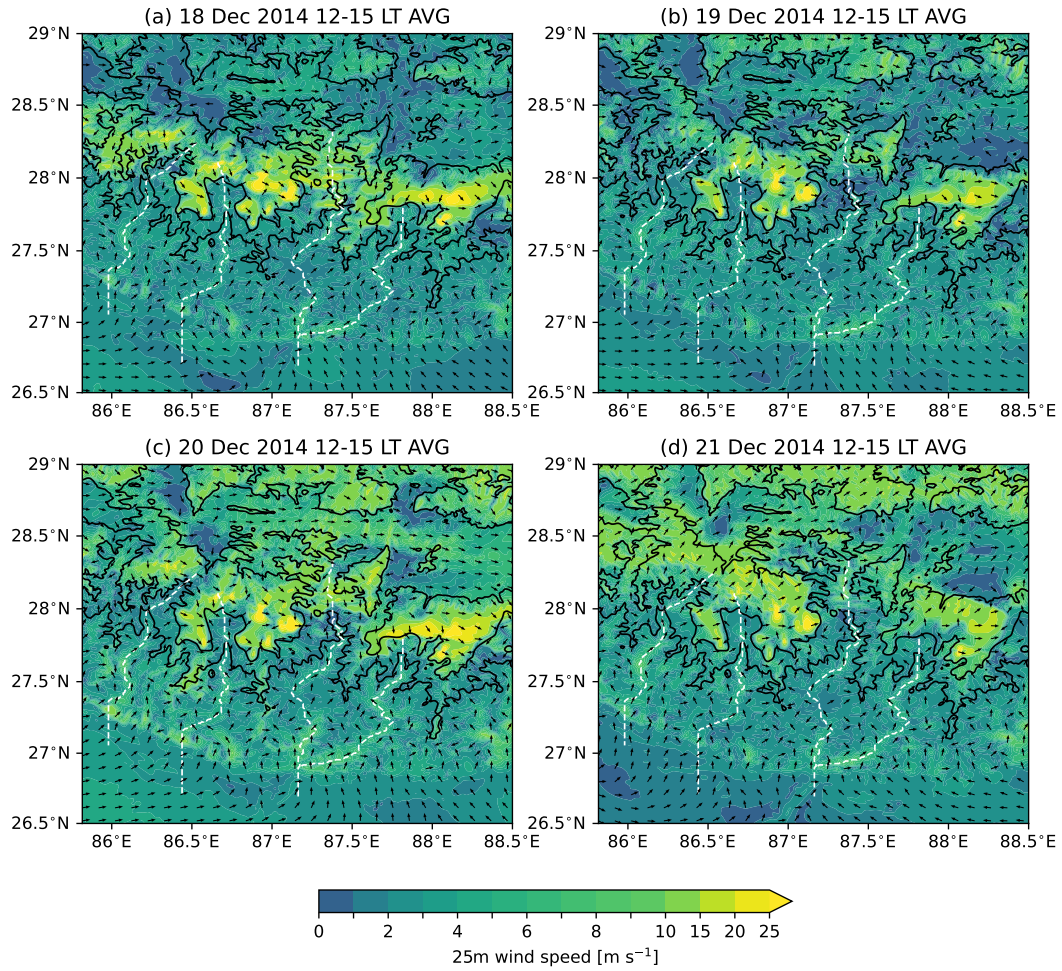 (a) 18 Dec 2014 12-15 LT AVG
(b) 19 Dec 2014 12-15 LT AVG
29°N
28.5°N
28°N
27.5°N
27°N
26.5°N
86°E 86.5°E 87°E 87.5°E 88°E 88.5°E
29°N
28.5°N
28°N
27.5°N
27°N
26.5°N
86°E 86.5°E 87°E 87.5°E 88°E 88.5°E
(c) 20 Dec 2014 12-15 LT AVG
(d) 21 Dec 2014 12-15 LT AVG
29°N
28.5°N
28°N
27.5°N
27°N
26.5°N
86°E 86.5°E 87°E 87.5°E 88°E 88.5°E
29°N
28.5°N
28°N
27.5°N
27°N
26.5°N
86°E 86.5°E 87°E 87.5°E 88°E 88.5°E
0 2 4 6 8 10 15 20 25
25m wind speed [m s⁻¹]